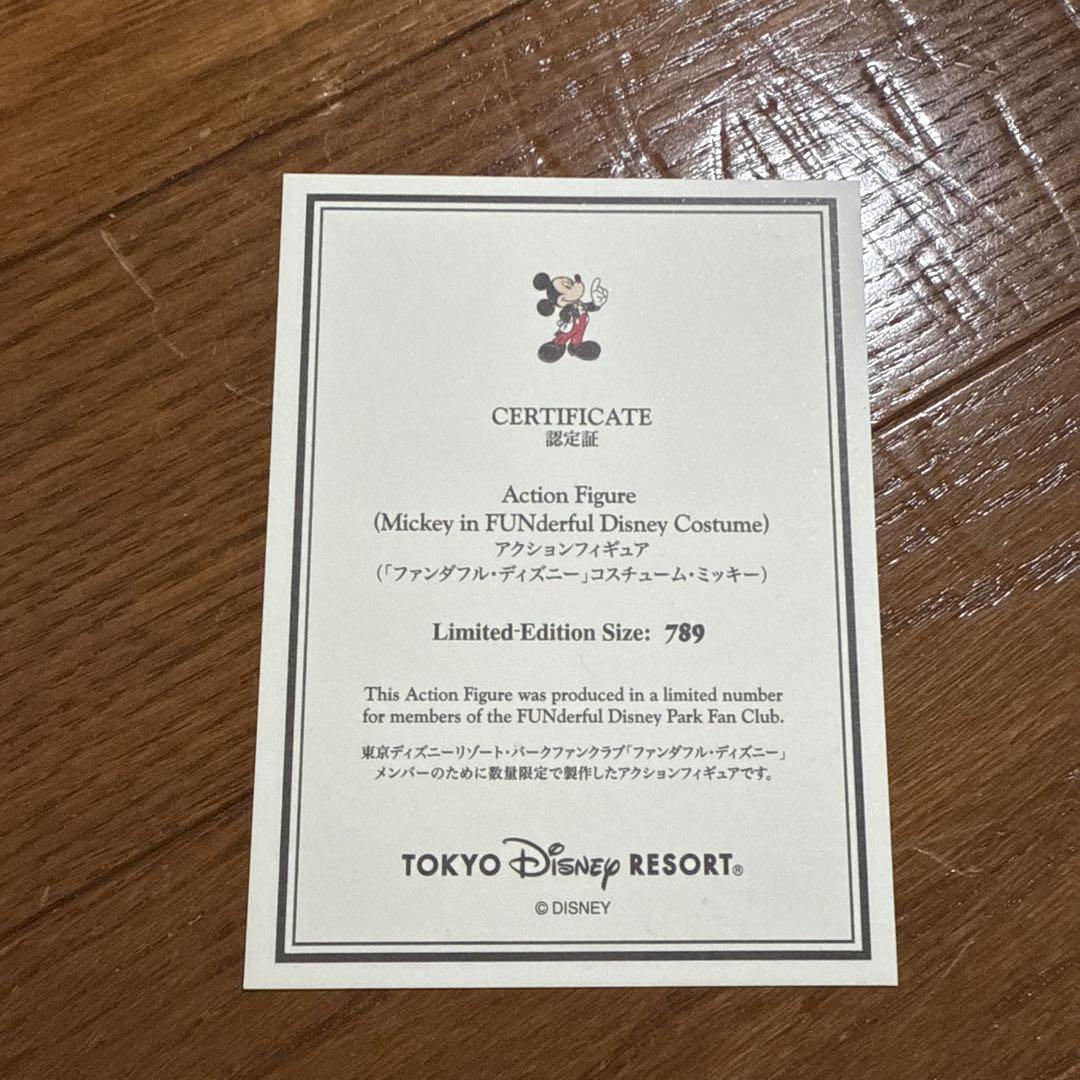 CERTIFICATE
認定証
Action Figure
(Mickey in FUNderful Disney Costume)
アクションフィギュア
(「ファンダフル・ディズニー」コスチューム・ミッキー)
Limited-Edition Size: 789
This Action Figure was produced in a limited number
for members of the FUNderful Disney Park Fan Club.
東京ディズニーリゾート・パークファンクラブ「ファンダフル・ディズニー」
メンバーのために数量限定で製作したアクションフィギュアです。
TOKYO Disney RESORT®
© DISNEY